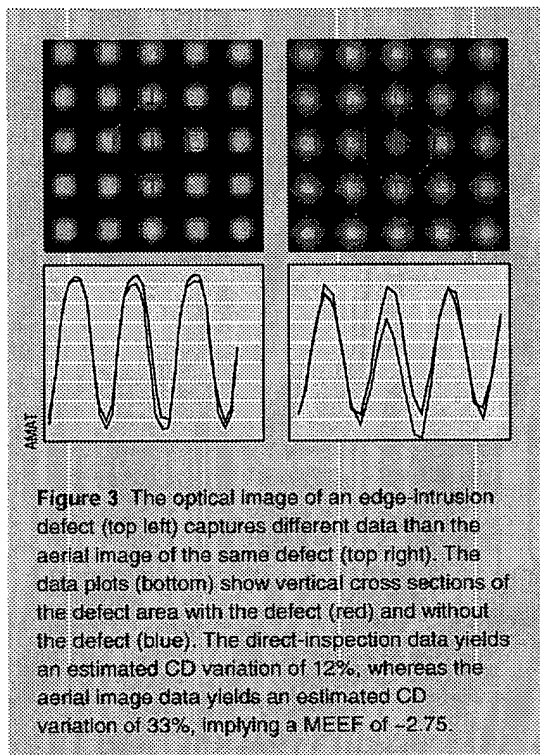 AMAT
Figure 3 The optical image of an edge-intrusion
defect (top left) captures different data than the
aerial image of the same defect (top right). The
data plots (bottom) show vertical cross sections of
the defect area with the defect (red) and without
the defect (blue). The direct-inspection data yields
an estimated CD variation of 12%, whereas the
aerial image data yields an estimated CD
variation of 33%, implying a MEEF of ~2.75.